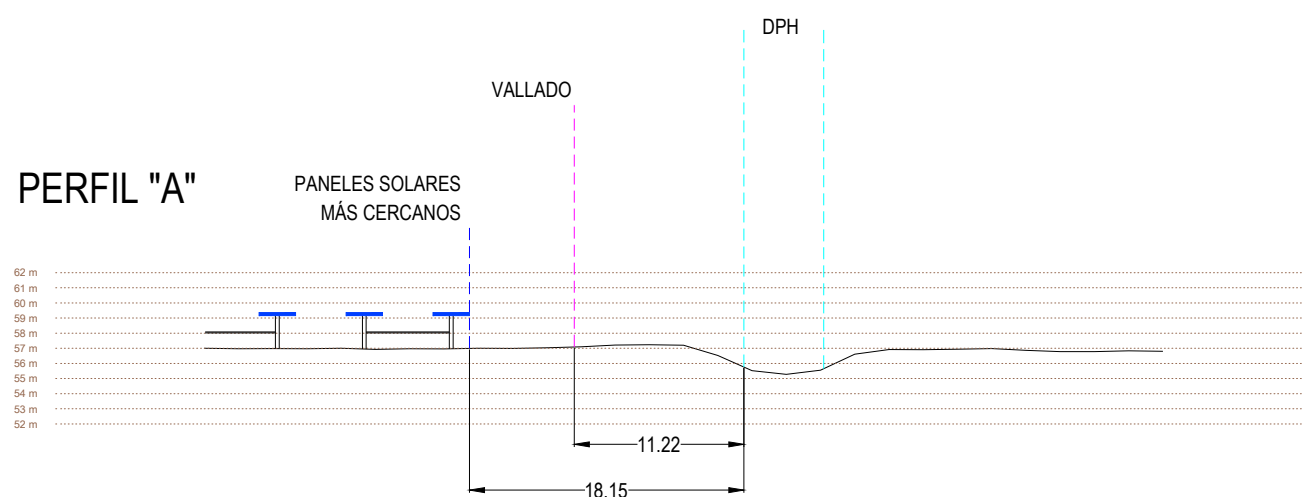 DPH
VALLADO
PERFIL "A"
PANELES SOLARES
MÁS CERCANOS
62 m
61 m
60 m
59 m
58 m
57 m
56 m
55 m
54 m
53 m
52 m
11.22
18.15